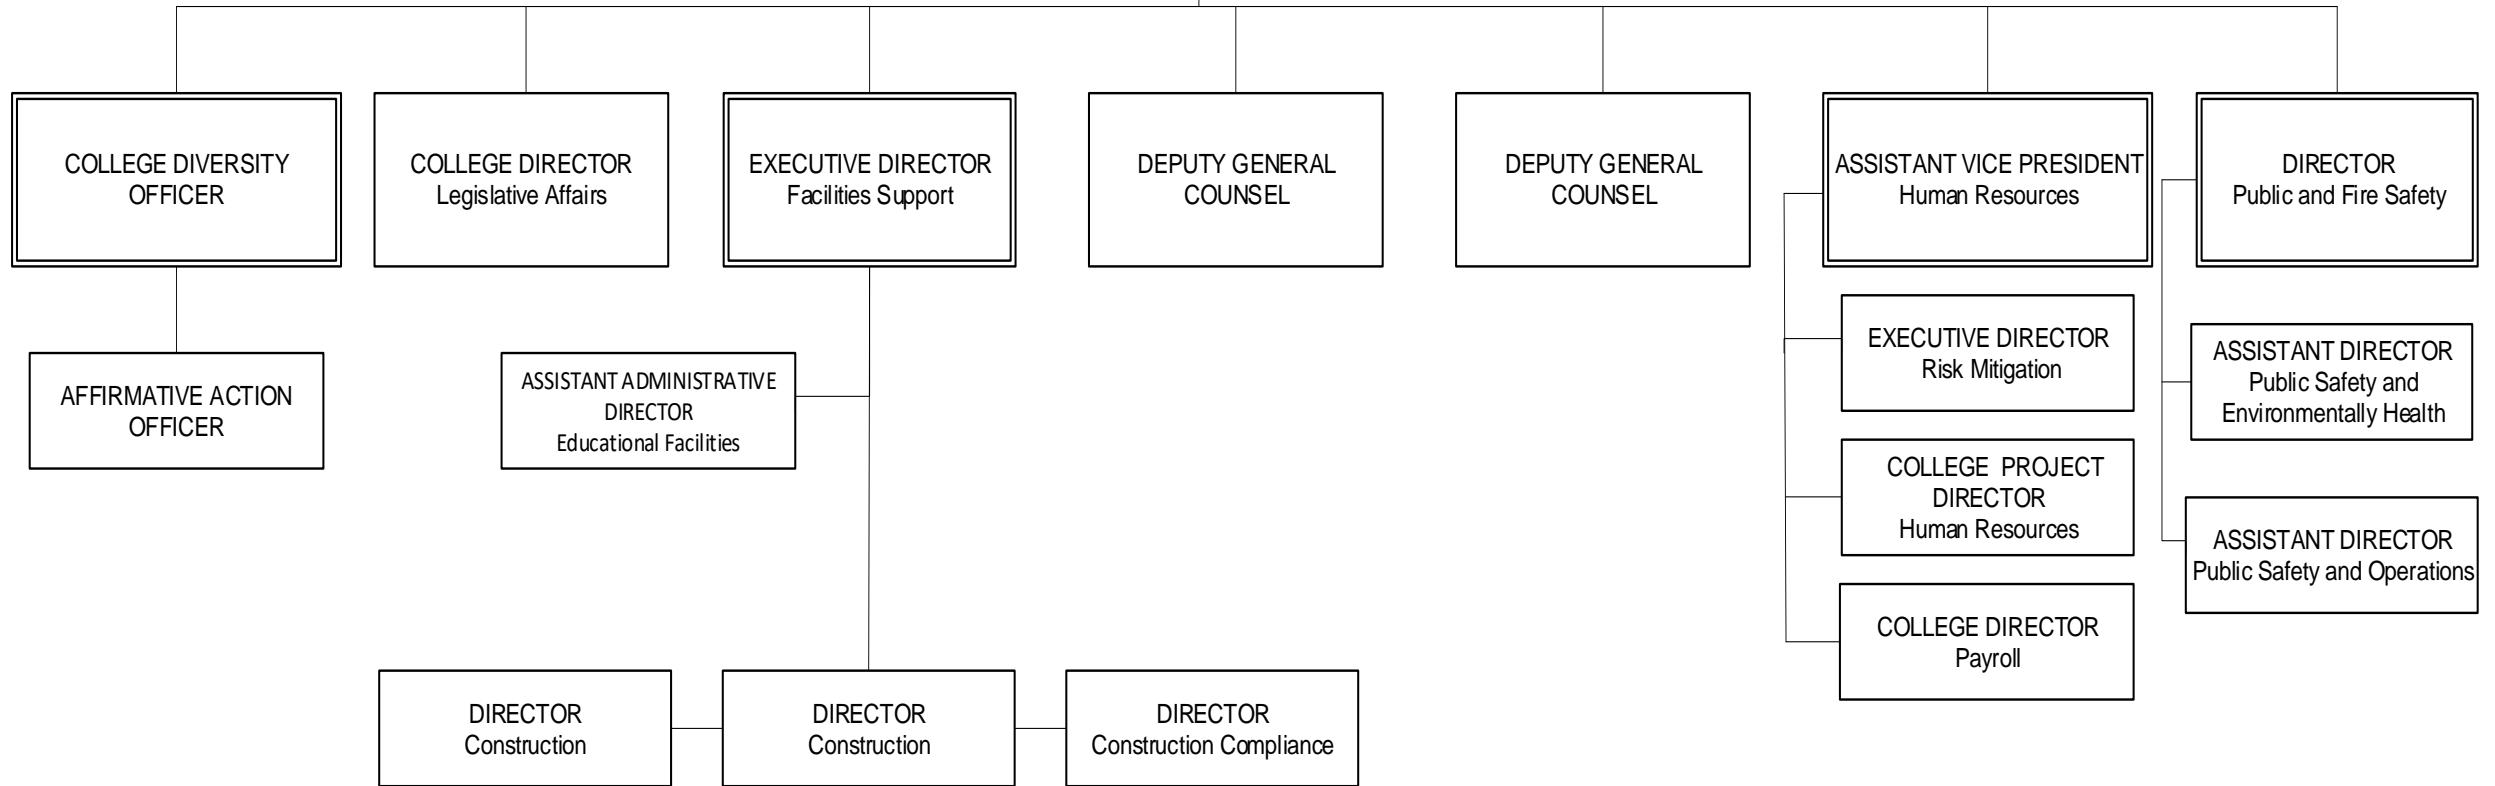 COLLEGE DIVERSITY
OFFICER
COLLEGE DIRECTOR
Legislative Affairs
EXECUTIVE DIRECTOR
Facilities Support
DEPUTY GENERAL
COUNSEL
DEPUTY GENERAL
COUNSEL
ASSISTANT VICE PRESIDENT
Human Resources
DIRECTOR
Public and Fire Safety
AFFIRMATIVE ACTION
OFFICER
ASSISTANT ADMINISTRATIVE
DIRECTOR
Educational Facilities
EXECUTIVE DIRECTOR
Risk Mitigation
ASSISTANT DIRECTOR
Public Safety and
Environmentally Health
COLLEGE PROJECT
DIRECTOR
Human Resources
ASSISTANT DIRECTOR
Public Safety and Operations
COLLEGE DIRECTOR
Payroll
DIRECTOR
Construction
DIRECTOR
Construction
DIRECTOR
Construction Compliance